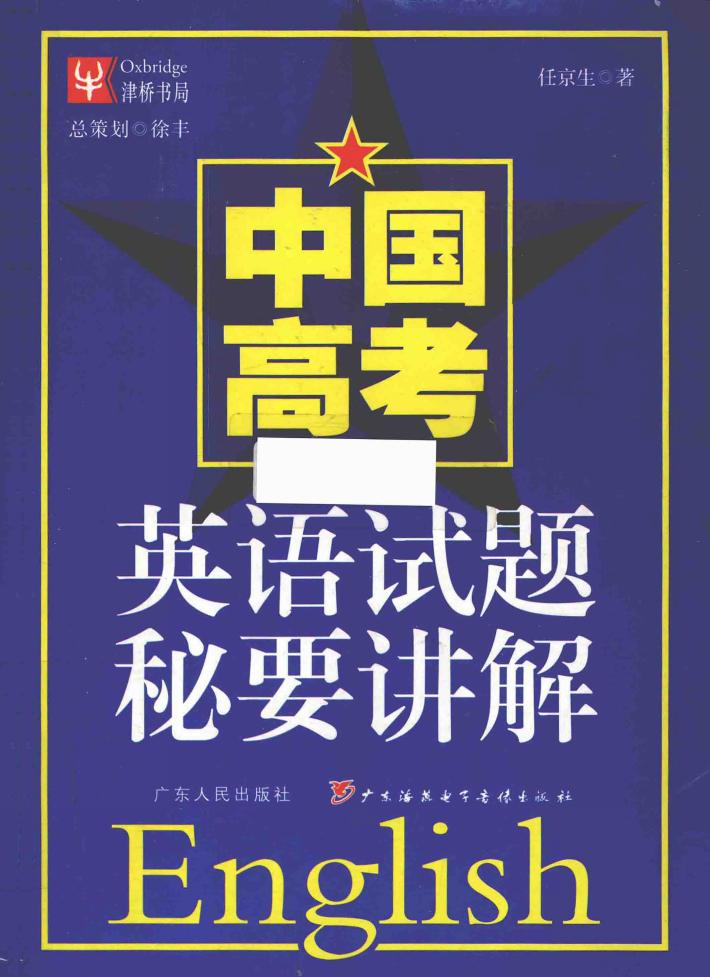 Oxbridge
津桥书局
总策划◎徐丰
任京生◎著
中国
高考
英语试题
秘要讲解
广东人民出版社
广东海燕电子音像出版社
English